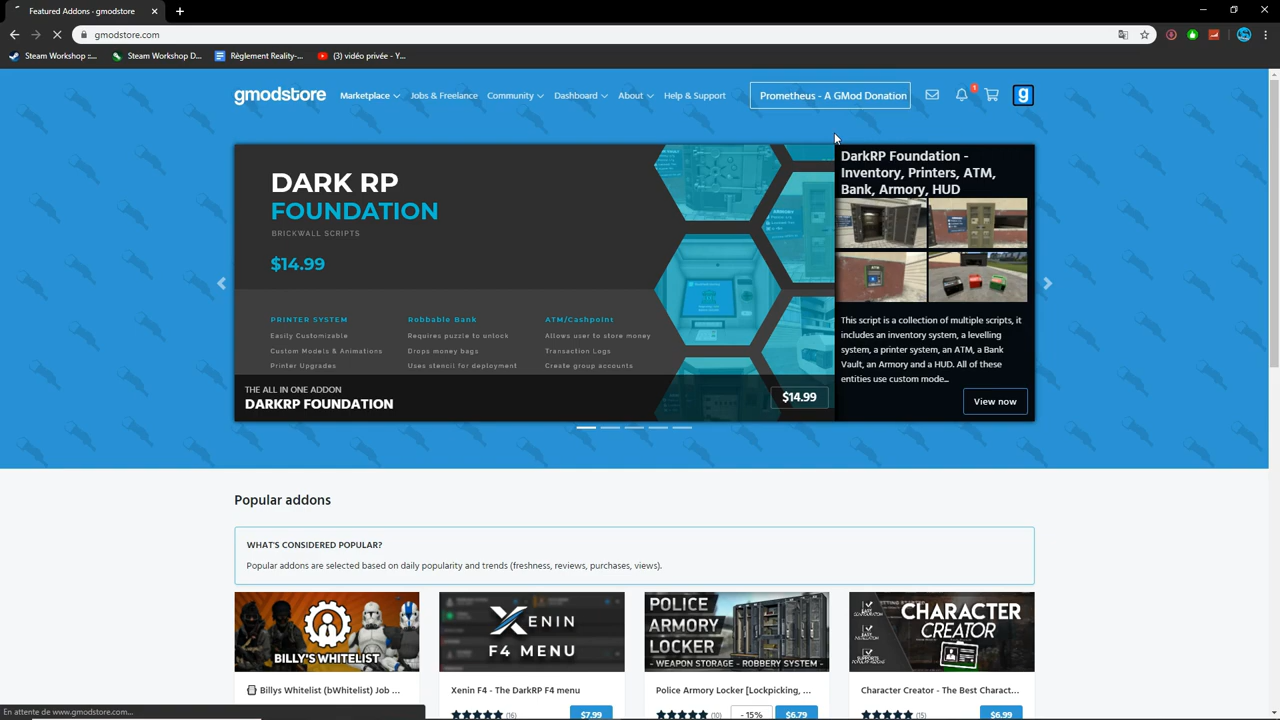 Featured Addons - gmodstore
gmodstore.com
Steam Workshop ::...
Steam Workshop D...
Règlement Reality-...
(3) vidéo privée - Y...
gmodstore
Marketplace
Jobs & Freelance
Community
Dashboard
About
Help & Support
Prometheus - A GMod Donation
1
g
DARK RP
FOUNDATION
BRICKWALL SCRIPTS
$14.99
PRINTER SYSTEM
Easily Customizable
Custom Models & Animations
Printer Upgrades
Robbable Bank
Requires puzzle to unlock
Drops money bags
Uses stencil for deployment
ATM/Cashpoint
Allows user to store money
Transaction Logs
Create group accounts
THE ALL IN ONE ADDON
DARKRP FOUNDATION
$14.99
DarkRP Foundation -
Inventory, Printers, ATM,
Bank, Armory, HUD
This script is a collection of multiple scripts, it
includes an inventory system, a levelling
system, a printer system, an ATM, a Bank
Vault, an Armory and a HUD. All of these
entities use custom mode...
View now
Popular addons
WHAT'S CONSIDERED POPULAR?
Popular addons are selected based on daily popularity and trends (freshness, reviews, purchases, views).
BILLY'S WHITELIST
Billys Whitelist (bWhitelist) Job ...
XENIN
F4 MENU
Xenin F4 - The DarkRP F4 menu
(16)
$7.99
POLICE
ARMORY
LOCKER
- WEAPON STORAGE - ROBBERY SYSTEM -
Police Armory Locker [Lockpicking, ...
(10)
- 15%
$6.79
CHARACTER
CREATOR
Character Creator - The Best Charact...
(15)
$6.99
En attente de www.gmodstore.com...